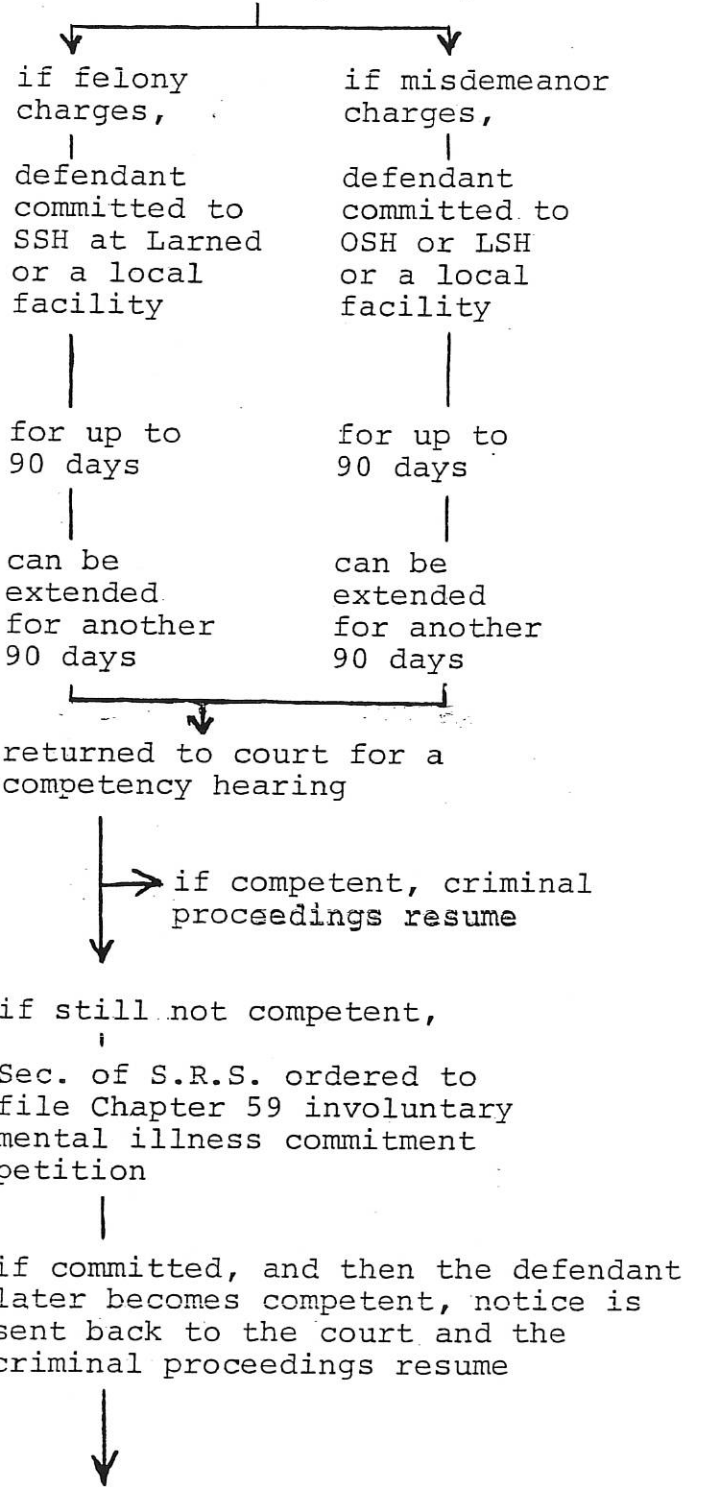 if felony
charges,
defendant
committed to
SSH at Larned
or a local
facility
for up to
90 days
can be
extended
for another
90 days
if misdemeanor
charges,
defendant
committed to
OSH or LSH
or a local
facility
for up to
90 days
can be
extended
for another
90 days
returned to court for a
competency hearing
if competent, criminal
proceedings resume
if still not competent,
Sec. of S.R.S. ordered to
file Chapter 59 involuntary
mental illness commitment
petition
if committed, and then the defendant
later becomes competent, notice is
sent back to the court and the
criminal proceedings resume